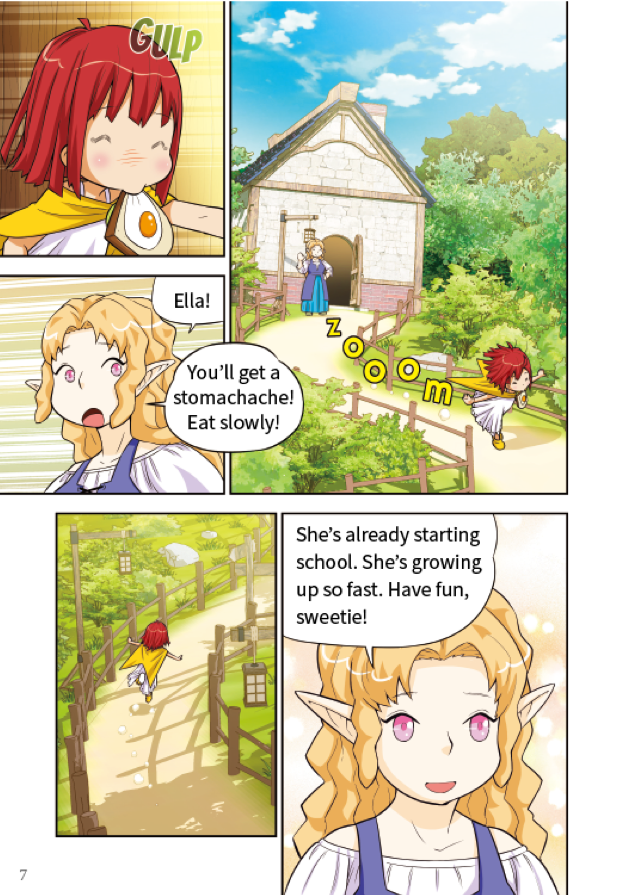 GULP
Ella!
You'll get a
stomachache!
Eat slowly!
zooom
She's already starting
school. She's growing
up so fast. Have fun,
sweetie!
7